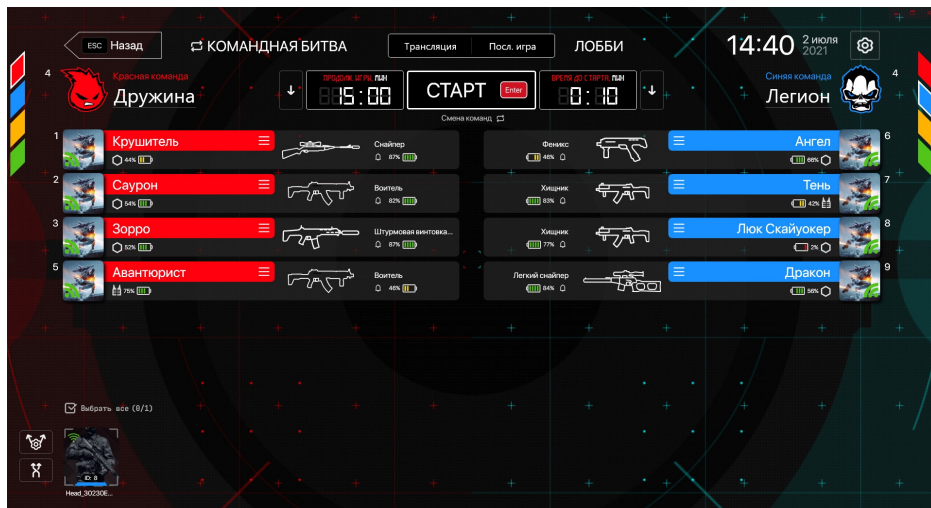 ESC Назад
КОМАНДНАЯ БИТВА
Трансляция
Посл. игра
ЛОББИ
14:40
2 июля
2021
4
Красная команда
Дружина
ПРОДОЛЖ. ИГРЫ, МИН
15:00
СТАРТ Enter
ВРЕМЯ ДО СТАРТА, МИН
0:10
Синяя команда
Легион
4
Смена команд
1
Крушитель
44%
Снайпер
87%
Феникс
46%
Ангел
66%
6
2
Саурон
54%
Воитель
82%
Хищник
83%
Тень
42%
7
3
Зорро
52%
Штурмовая винтовка...
87%
Хищник
77%
Люк Скайуокер
2%
8
5
Авантюрист
75%
Воитель
46%
Легкий снайпер
84%
Дракон
56%
9
Выбрать все (0/1)
ID: 8
Head_30230E...